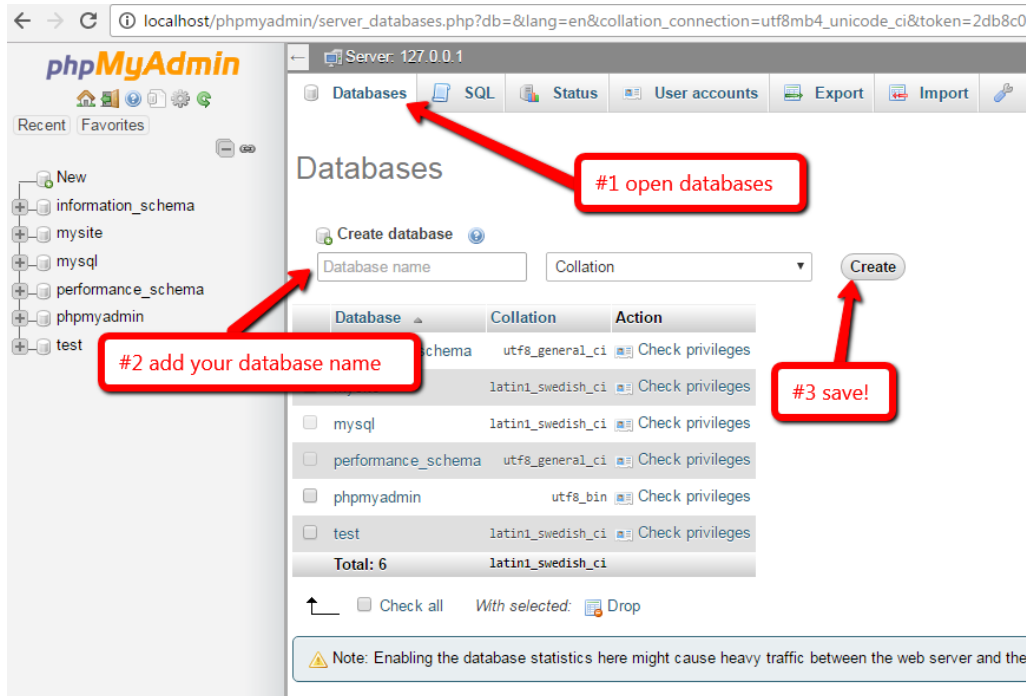 localhost/phpmyadmin/server_databases.php?db=&lang=en&collation_connection=utf8mb4_unicode_ci&token=2db8c0
phpMyAdmin
Recent Favorites
New
information_schema
mysite
mysql
performance_schema
phpmyadmin
test
Server: 127.0.0.1
Databases SQL Status User accounts Export Import
Databases
#1 open databases
Create database
Database name Collation Create
#2 add your database name
#3 save!
Database Collation Action
schema utf8_general_ci Check privileges
latin1_swedish_ci Check privileges
mysql latin1_swedish_ci Check privileges
performance_schema utf8_general_ci Check privileges
phpmyadmin utf8_bin Check privileges
test latin1_swedish_ci Check privileges
Total: 6 latin1_swedish_ci
Check all With selected: Drop
Note: Enabling the database statistics here might cause heavy traffic between the web server and the